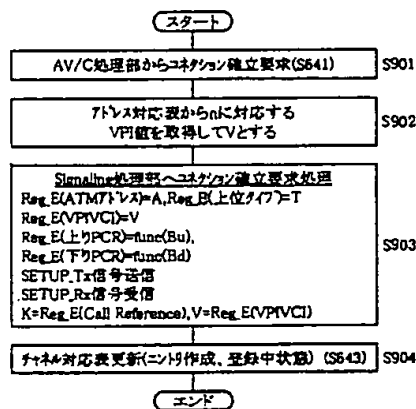 スタート
AV/C処理部からコネクション確立要求(S641)
S901
アドレス対応表からnに対応する
VPI値を取得してVとする
S902
Signaling処理部へコネクション確立要求処理
Reg_E(ATMアドレス)=A,Reg_E(上位タイプ)=T
Reg_E(VPIVCI)=V
Reg_E(上りPCR)=func(Bu),
Reg_E(下りPCR)=func(Bd)
SETUP_Tx信号送信
SETUP_Rx信号受信
K=Reg_E(Call Reference),V=Reg_E(VPIVCI)
S903
チャネル対応表更新(エントリ作成、登録中状態) (S643)
S904
エンド